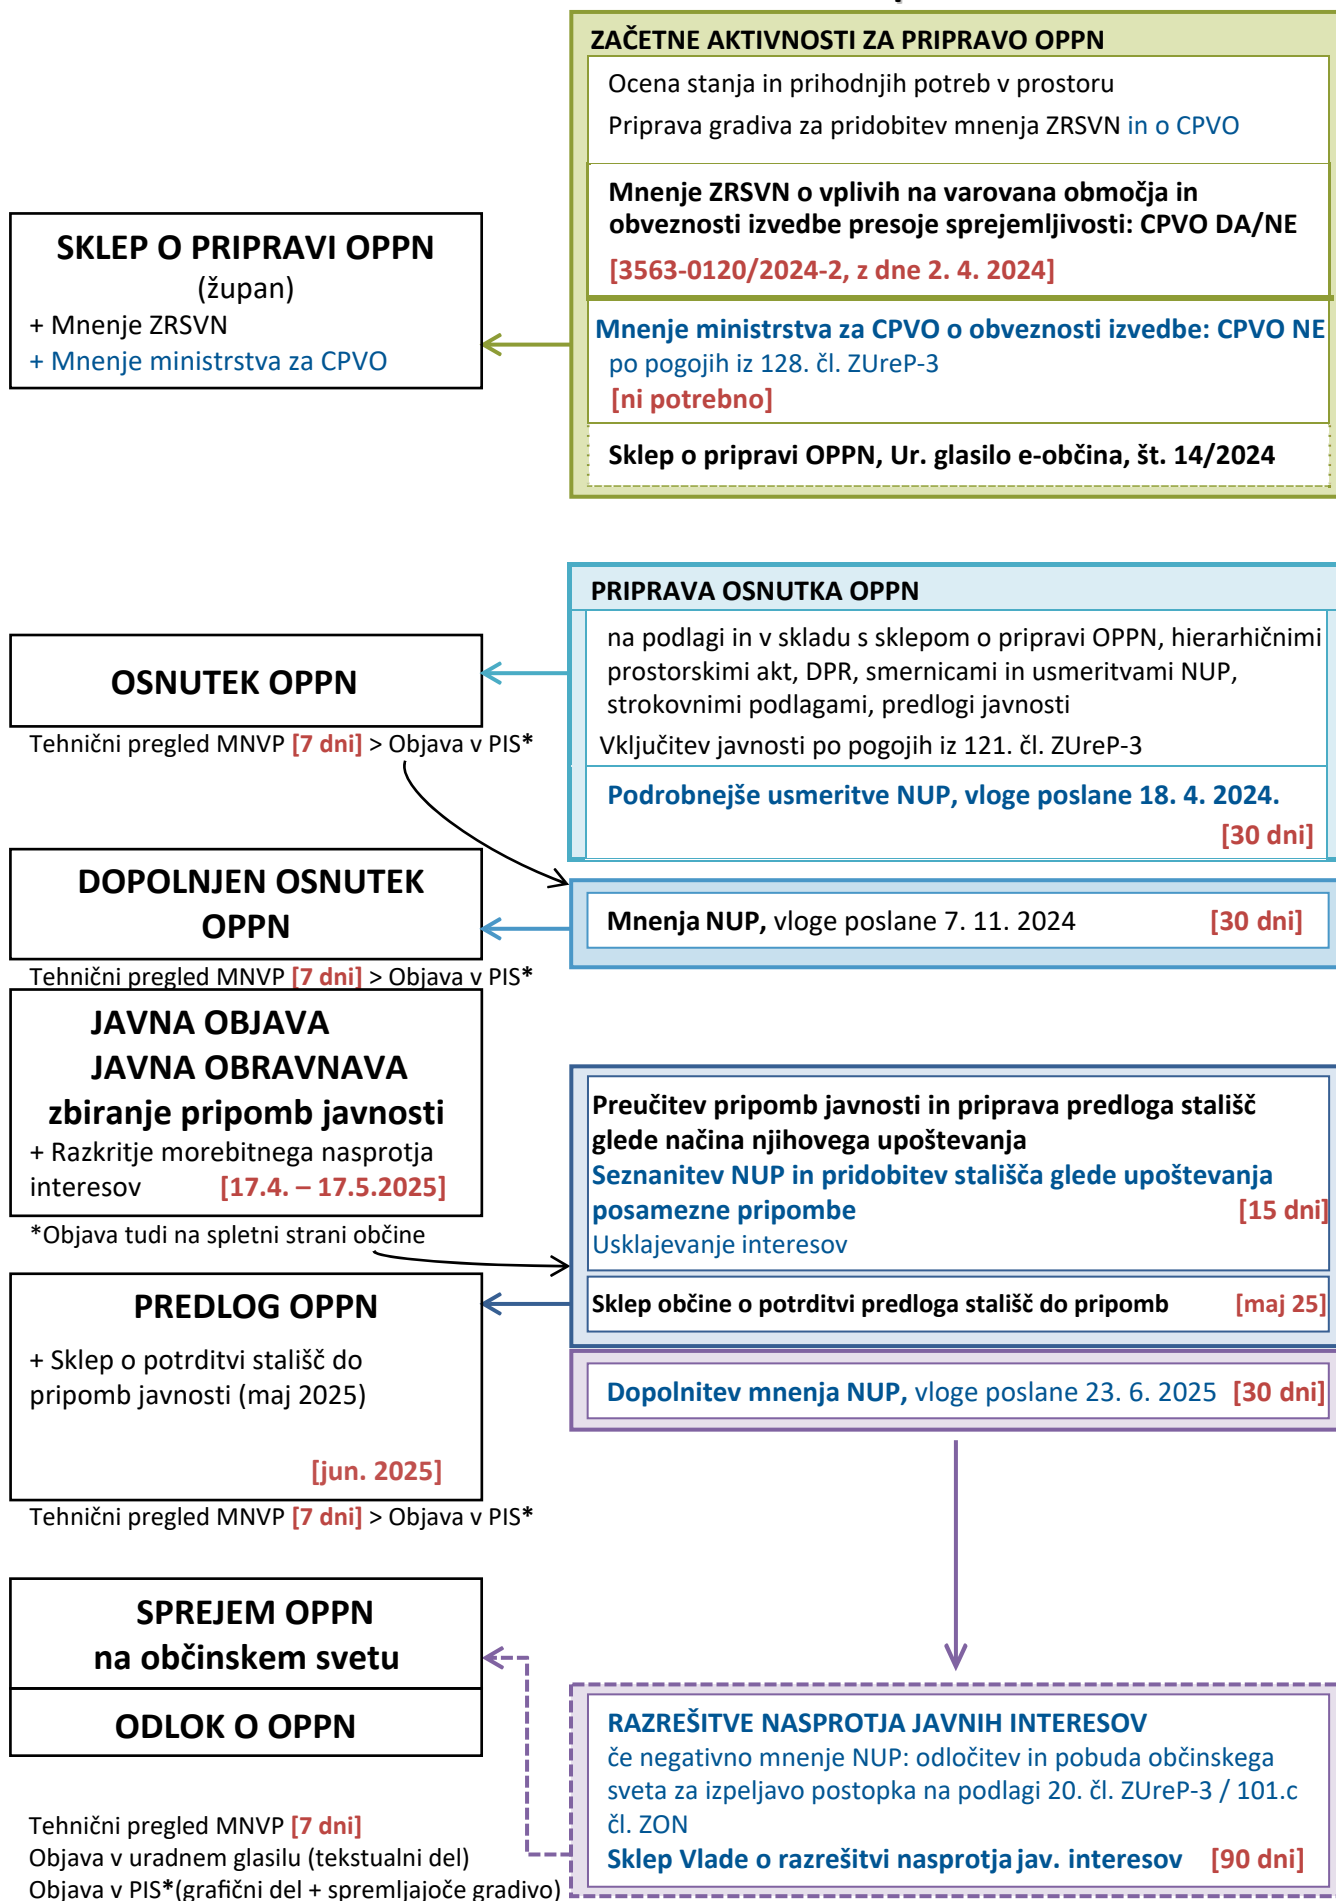 ZAČETNE AKTIVNOSTI ZA PRIPRAVO OPPN
Ocena stanja in prihodnjih potreb v prostoru
Priprava gradiva za pridobitev mnenja ZRSVN in o CPVO
Mnenje ZRSVN o vplivih na varovana območja in
obveznosti izvedbe presoje sprejemljivosti: CPVO DA/NE
[3563-0120/2024-2, z dne 2. 4. 2024]
SKLEP O PRIPRAVI OPPN
(župan)
+ Mnenje ZRSVN
+ Mnenje ministrstva za CPVO
Mnenje ministrstva za CPVO o obveznosti izvedbe: CPVO NE
po pogojih iz 128. čl. ZUreP-3
[ni potrebno]
Sklep o pripravi OPPN, Ur. glasilo e-občina, št. 14/2024
PRIPRAVA OSNUTKA OPPN
na podlagi in v skladu s sklepom o pripravi OPPN, hierarhičnimi
prostorskimi akt, DPR, smernicami in usmeritvami NUP,
strokovnimi podlagami, predlogi javnosti
Vključitev javnosti po pogojih iz 121. čl. ZUreP-3
OSNUTEK OPPN
Tehnični pregled MNVP [7 dni] > Objava v PIS*
Podrobnejše usmeritve NUP, vloge poslane 18. 4. 2024.
[30 dni]
DOPOLNJEN OSNUTEK
OPPN
Mnenja NUP, vloge poslane 7. 11. 2024 [30 dni]
Tehnični pregled MNVP [7 dni] > Objava v PIS*
JAVNA OBJAVA
JAVNA OBRAVNAVA
zbiranje pripomb javnosti
+ Razkritje morebitnega nasprotja
interesov [17.4. – 17.5.2025]
*Objava tudi na spletni strani občine
Preučitev pripomb javnosti in priprava predloga stališč
glede načina njihovega upoštevanja
Seznanitev NUP in pridobitev stališča glede upoštevanja
posamezne pripombe [15 dni]
Usklajevanje interesov
Sklep občine o potrditvi predloga stališč do pripomb [maj 25]
PREDLOG OPPN
+ Sklep o potrditvi stališč do
pripomb javnosti (maj 2025)
[jun. 2025]
Dopolnitev mnenja NUP, vloge poslane 23. 6. 2025 [30 dni]
Tehnični pregled MNVP [7 dni] > Objava v PIS*
SPREJEM OPPN
na občinskem svetu
ODLOK O OPPN
RAZREŠITVE NASPROTJA JAVNIH INTERESOV
če negativno mnenje NUP: odločitev in pobuda občinskega
sveta za izpeljavo postopka na podlagi 20. čl. ZUreP-3 / 101.c
čl. ZON
Sklep Vlade o razrešitvi nasprotja jav. interesov [90 dni]
Tehnični pregled MNVP [7 dni]
Objava v uradnem glasilu (tekstualni del)
Objava v PIS*(grafični del + spremljajoče gradivo)